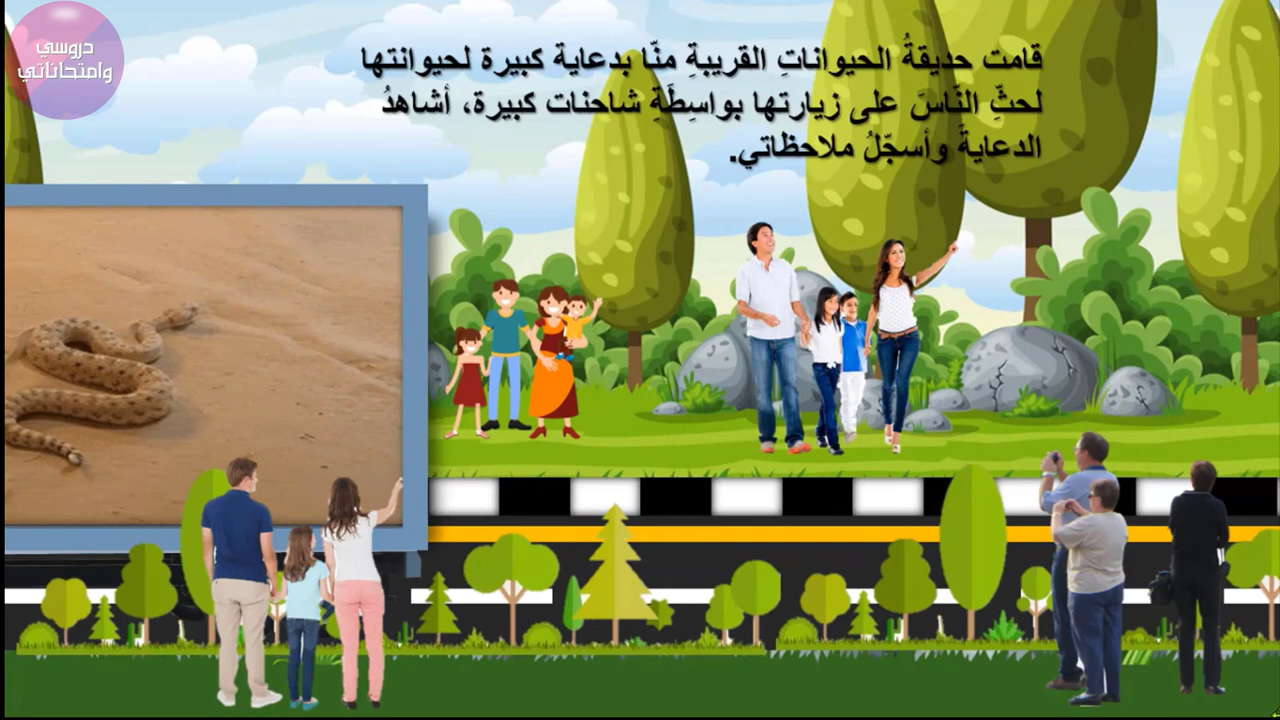 دروسي
وامتحاناتي
قامت حديقةُ الحيواناتِ القريبةِ منّا بدعاية كبيرة لحيوانتها
لحثِّ النّاسَ على زيارتها بواسِطَةِ شاحنات كبيرة، أشاهدُ
الدعايةَ وأسجّلُ ملاحظاتي.